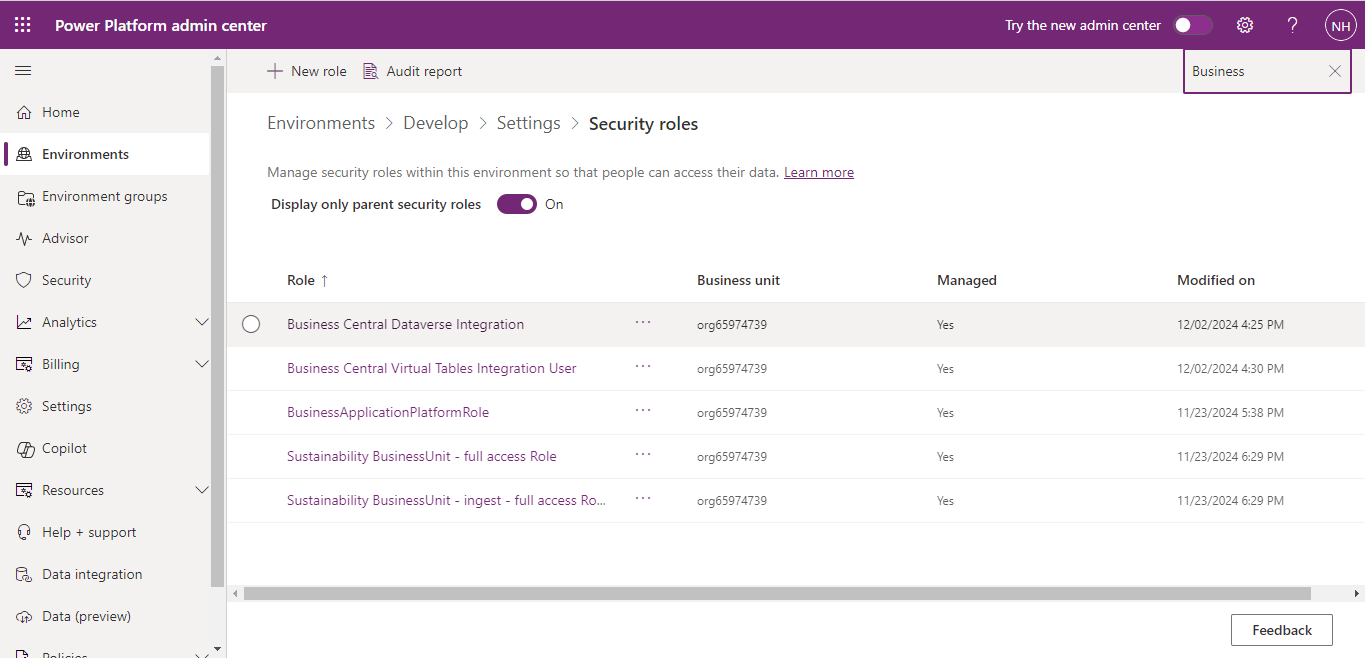 Power Platform admin center
Try the new admin center
?
NH
New role
Audit report
Business
Home
Environments
Environment groups
Advisor
Security
Analytics
Billing
Settings
Copilot
Resources
Help + support
Data integration
Data (preview)
Policies
Environments > Develop > Settings > Security roles
Manage security roles within this environment so that people can access their data. Learn more
Display only parent security roles On
Role ↑ Business unit Managed Modified on
Business Central Dataverse Integration ... org65974739 Yes 12/02/2024 4:25 PM
Business Central Virtual Tables Integration User ... org65974739 Yes 12/02/2024 4:30 PM
BusinessApplicationPlatformRole ... org65974739 Yes 11/23/2024 5:38 PM
Sustainability BusinessUnit - full access Role ... org65974739 Yes 11/23/2024 6:29 PM
Sustainability BusinessUnit - ingest - full access Ro... ... org65974739 Yes 11/23/2024 6:29 PM
Feedback